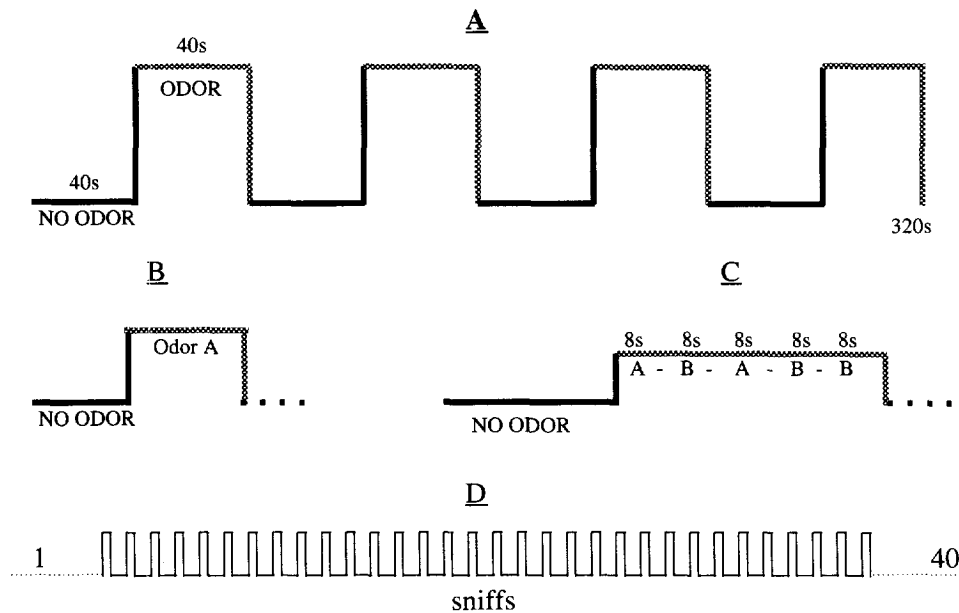 A
40s
ODOR
40s
NO ODOR
320s
B
C
Odor A
NO ODOR
8s 8s 8s 8s 8s
A - B - A - B - B
NO ODOR
D
1
40
sniffs